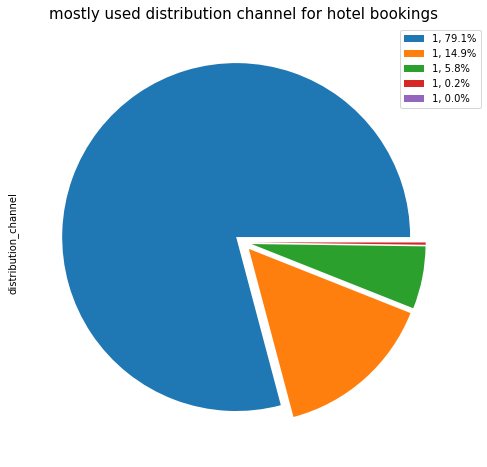 mostly used distribution channel for hotel bookings
1, 79.1%
1, 14.9%
1, 5.8%
1, 0.2%
1, 0.0%
distribution_channel